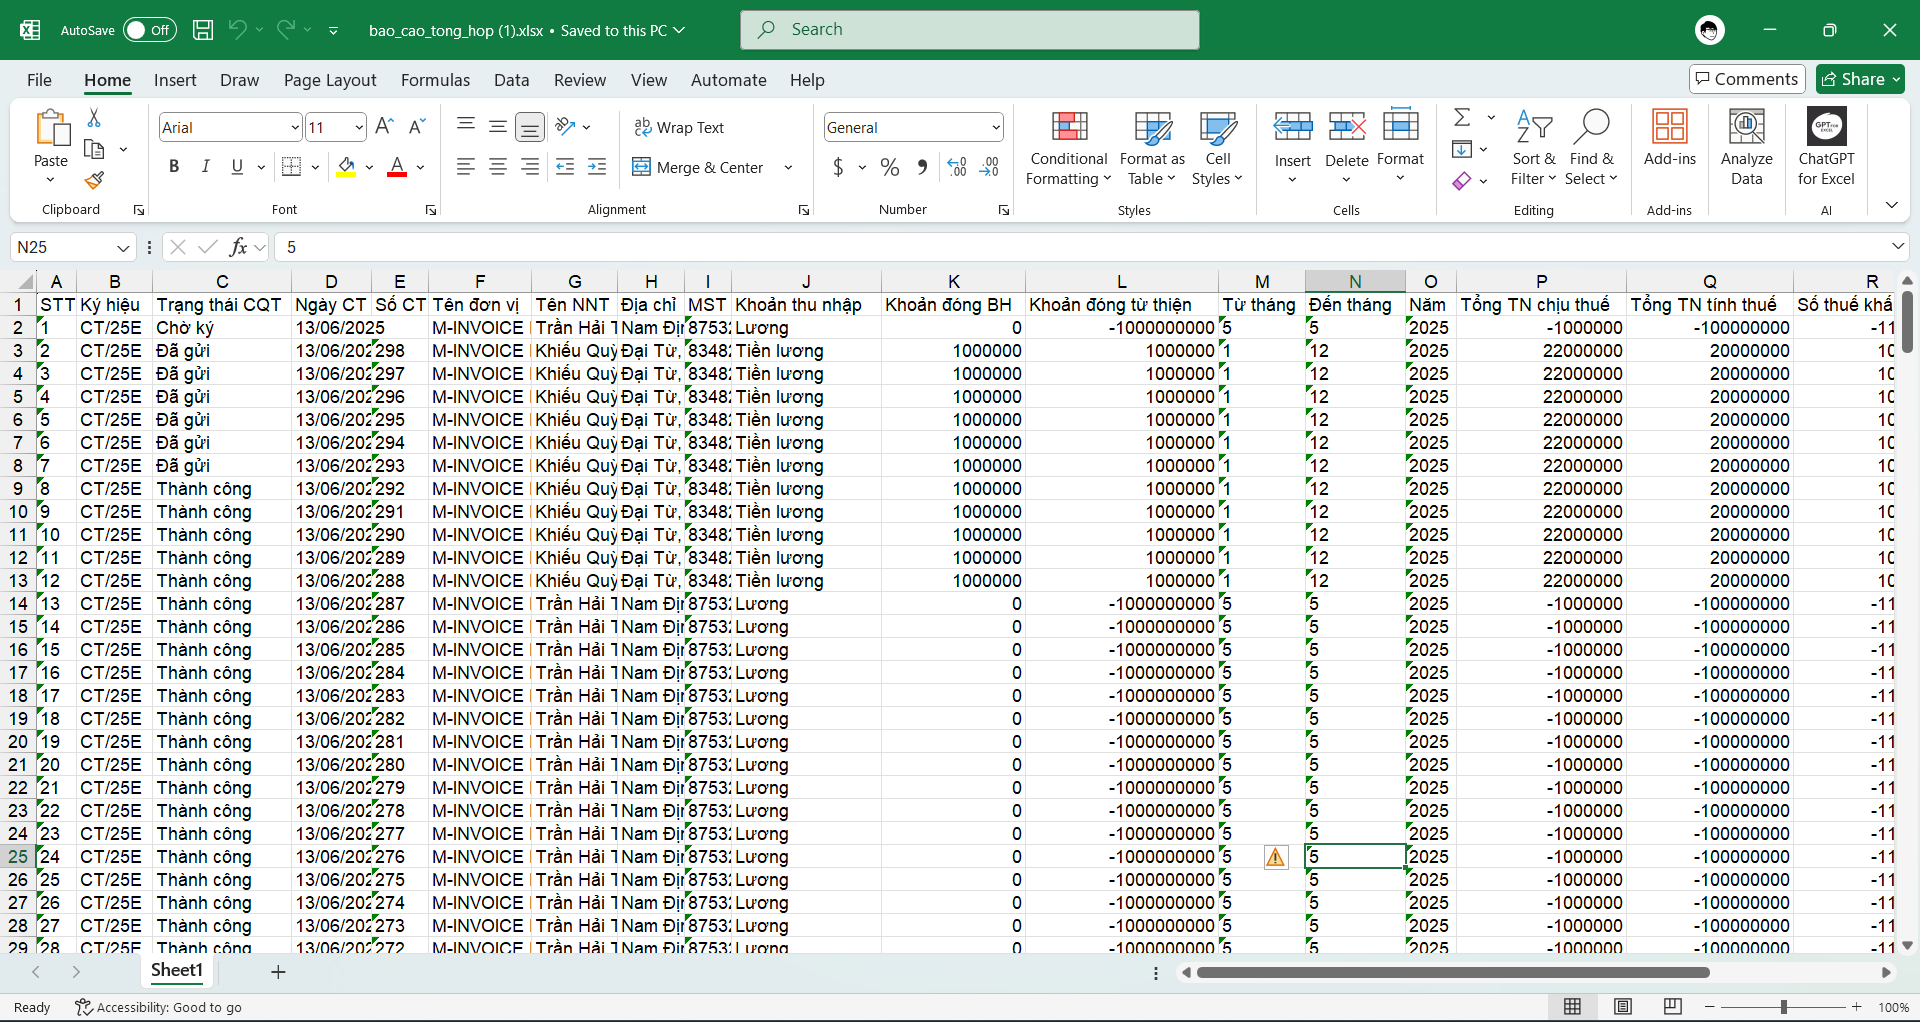 AutoSave Off bao_cao_tong_hop (1).xlsx • Saved to this PC Search
File Home Insert Draw Page Layout Formulas Data Review View Automate Help Comments Share
Paste Arial 11 Wrap Text General Conditional Formatting Format as Table Cell Styles Insert Delete Format Sort & Filter Find & Select Add-ins Analyze Data ChatGPT for Excel
B I U A Merge & Center $ %
Clipboard Font Alignment Number Styles Cells Editing Add-ins AI
N25 fx 5
A B C D E F G H I J K L M N O P Q R
1 STT Ký hiệu Trạng thái CQT Ngày CT Số CT Tên đơn vị Tên NNT Địa chỉ MST Khoản thu nhập Khoản đóng BH Khoản đóng từ thiện Từ tháng Đến tháng Năm Tổng TN chịu thuế Tổng TN tính thuế Số thuế khấ
2 1 CT/25E Chờ ký 13/06/2025 M-INVOICE Trần Hải T Nam Địr 8753 Lương 0 -1000000000 5 5 2025 -1000000 -100000000 -11
3 2 CT/25E Đã gửi 13/06/202 298 M-INVOICE Khiếu Quỳ Đại Từ, 8348 Tiền lương 1000000 1000000 1 12 2025 22000000 20000000 10
4 3 CT/25E Đã gửi 13/06/202 297 M-INVOICE Khiếu Quỳ Đại Từ, 8348 Tiền lương 1000000 1000000 1 12 2025 22000000 20000000 10
5 4 CT/25E Đã gửi 13/06/202 296 M-INVOICE Khiếu Quỳ Đại Từ, 8348 Tiền lương 1000000 1000000 1 12 2025 22000000 20000000 10
6 5 CT/25E Đã gửi 13/06/202 295 M-INVOICE Khiếu Quỳ Đại Từ, 8348 Tiền lương 1000000 1000000 1 12 2025 22000000 20000000 10
7 6 CT/25E Đã gửi 13/06/202 294 M-INVOICE Khiếu Quỳ Đại Từ, 8348 Tiền lương 1000000 1000000 1 12 2025 22000000 20000000 10
8 7 CT/25E Đã gửi 13/06/202 293 M-INVOICE Khiếu Quỳ Đại Từ, 8348 Tiền lương 1000000 1000000 1 12 2025 22000000 20000000 10
9 8 CT/25E Thành công 13/06/202 292 M-INVOICE Khiếu Quỳ Đại Từ, 8348 Tiền lương 1000000 1000000 1 12 2025 22000000 20000000 10
10 9 CT/25E Thành công 13/06/202 291 M-INVOICE Khiếu Quỳ Đại Từ, 8348 Tiền lương 1000000 1000000 1 12 2025 22000000 20000000 10
11 10 CT/25E Thành công 13/06/202 290 M-INVOICE Khiếu Quỳ Đại Từ, 8348 Tiền lương 1000000 1000000 1 12 2025 22000000 20000000 10
12 11 CT/25E Thành công 13/06/202 289 M-INVOICE Khiếu Quỳ Đại Từ, 8348 Tiền lương 1000000 1000000 1 12 2025 22000000 20000000 10
13 12 CT/25E Thành công 13/06/202 288 M-INVOICE Khiếu Quỳ Đại Từ, 8348 Tiền lương 1000000 1000000 1 12 2025 22000000 20000000 10
14 13 CT/25E Thành công 13/06/202 287 M-INVOICE Trần Hải T Nam Địr 8753 Lương 0 -1000000000 5 5 2025 -1000000 -100000000 -11
15 14 CT/25E Thành công 13/06/202 286 M-INVOICE Trần Hải T Nam Địr 8753 Lương 0 -1000000000 5 5 2025 -1000000 -100000000 -11
16 15 CT/25E Thành công 13/06/202 285 M-INVOICE Trần Hải T Nam Địr 8753 Lương 0 -1000000000 5 5 2025 -1000000 -100000000 -11
17 16 CT/25E Thành công 13/06/202 284 M-INVOICE Trần Hải T Nam Địr 8753 Lương 0 -1000000000 5 5 2025 -1000000 -100000000 -11
18 17 CT/25E Thành công 13/06/202 283 M-INVOICE Trần Hải T Nam Địr 8753 Lương 0 -1000000000 5 5 2025 -1000000 -100000000 -11
19 18 CT/25E Thành công 13/06/202 282 M-INVOICE Trần Hải T Nam Địr 8753 Lương 0 -1000000000 5 5 2025 -1000000 -100000000 -11
20 19 CT/25E Thành công 13/06/202 281 M-INVOICE Trần Hải T Nam Địr 8753 Lương 0 -1000000000 5 5 2025 -1000000 -100000000 -11
21 20 CT/25E Thành công 13/06/202 280 M-INVOICE Trần Hải T Nam Địr 8753 Lương 0 -1000000000 5 5 2025 -1000000 -100000000 -11
22 21 CT/25E Thành công 13/06/202 279 M-INVOICE Trần Hải T Nam Địr 8753 Lương 0 -1000000000 5 5 2025 -1000000 -100000000 -11
23 22 CT/25E Thành công 13/06/202 278 M-INVOICE Trần Hải T Nam Địr 8753 Lương 0 -1000000000 5 5 2025 -1000000 -100000000 -11
24 23 CT/25E Thành công 13/06/202 277 M-INVOICE Trần Hải T Nam Địr 8753 Lương 0 -1000000000 5 5 2025 -1000000 -100000000 -11
25 24 CT/25E Thành công 13/06/202 276 M-INVOICE Trần Hải T Nam Địr 8753 Lương 0 -1000000000 5 5 2025 -1000000 -100000000 -11
26 25 CT/25E Thành công 13/06/202 275 M-INVOICE Trần Hải T Nam Địr 8753 Lương 0 -1000000000 5 5 2025 -1000000 -100000000 -11
27 26 CT/25E Thành công 13/06/202 274 M-INVOICE Trần Hải T Nam Địr 8753 Lương 0 -1000000000 5 5 2025 -1000000 -100000000 -11
28 27 CT/25E Thành công 13/06/202 273 M-INVOICE Trần Hải T Nam Địr 8753 Lương 0 -1000000000 5 5 2025 -1000000 -100000000 -11
29 28 CT/25E Thành công 13/06/202 272 M-INVOICE Trần Hải T Nam Địr 8753 Lương 0 -1000000000 5 5 2025 -1000000 -100000000 -11
Sheet1
Ready Accessibility: Good to go 100%